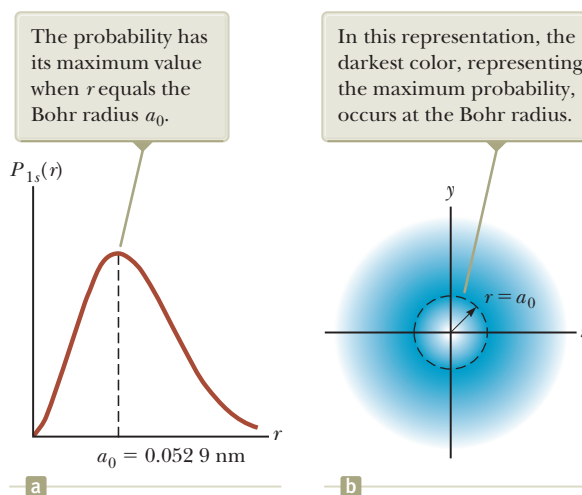 The probability has
its maximum value
when r equals the
Bohr radius a₀.
P₁ₛ(r)
r
a₀ = 0.052 9 nm
a
In this representation, the
darkest color, representing
the maximum probability,
occurs at the Bohr radius.
y
r = a₀
b